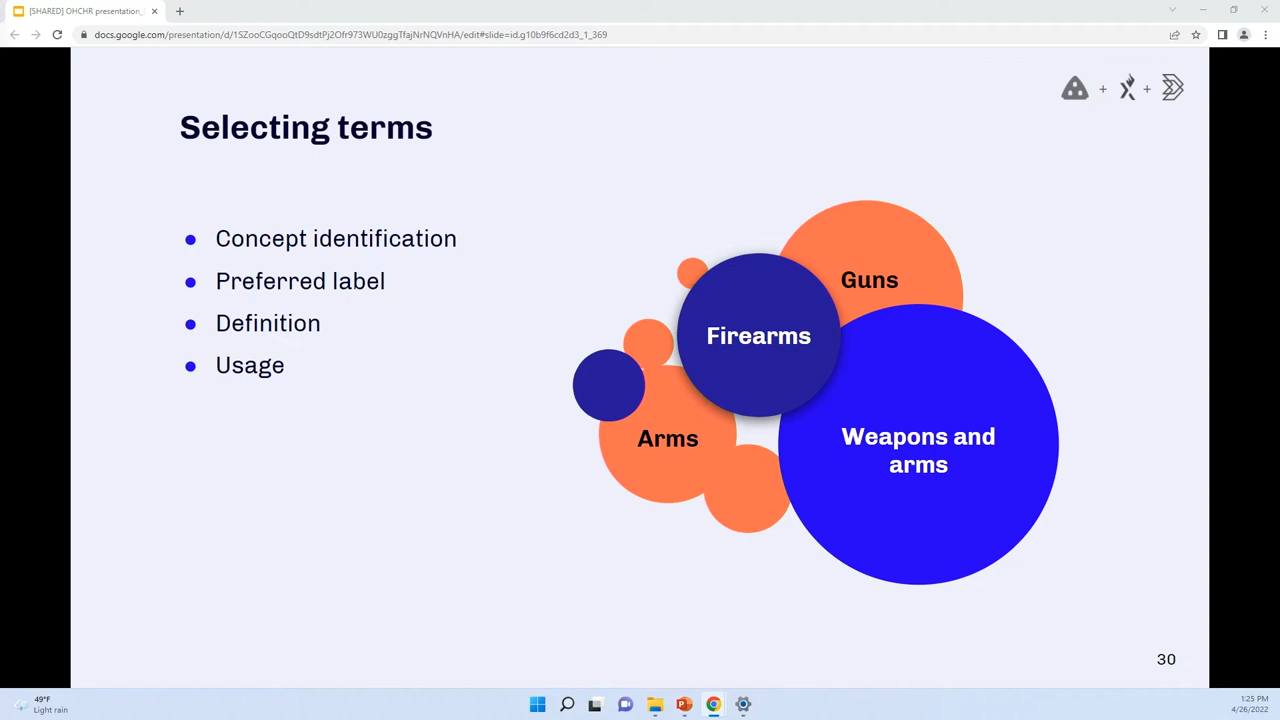 [SHARED] OHCHR presentation_
docs.google.com/presentation/d/1SZooCGqooQtD9sdtPj2Ofr973WU0zggTfajNrNQVnHA/edit#slide=id.g10b9f6cd2d3_1_369
Selecting terms
Concept identification
Preferred label
Definition
Usage
Guns
Firearms
Arms
Weapons and
arms
30
49°F
Light rain
1:25 PM
4/26/2022